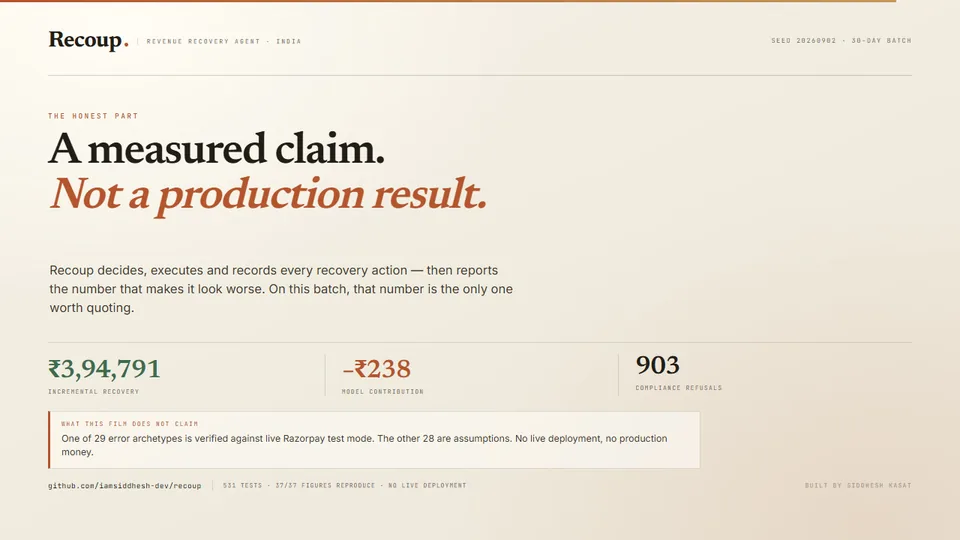 Recoup. REVENUE RECOVERY AGENT · INDIA
SEED 20260902 · 30-DAY BATCH
THE HONEST PART
A measured claim.
Not a production result.
Recoup decides, executes and records every recovery action — then reports
the number that makes it look worse. On this batch, that number is the only one
worth quoting.
₹3,94,791
INCREMENTAL RECOVERY
–₹238
MODEL CONTRIBUTION
903
COMPLIANCE REFUSALS
WHAT THIS FILM DOES NOT CLAIM
One of 29 error archetypes is verified against live Razorpay test mode. The other 28 are assumptions. No live deployment, no production
money.
github.com/iamsiddhesh-dev/recoup
531 TESTS · 37/37 FIGURES REPRODUCE · NO LIVE DEPLOYMENT
BUILT BY SIDDHESH KASAT